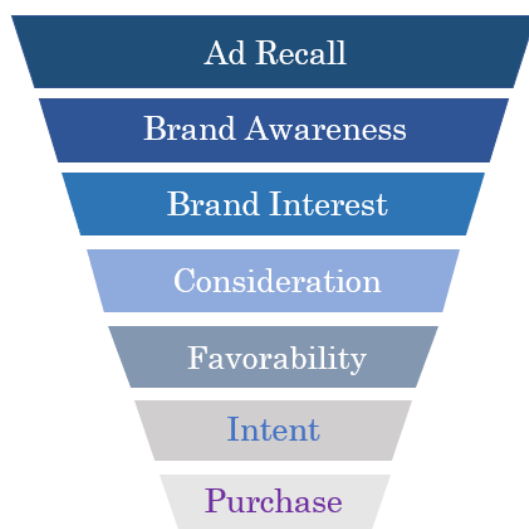 Ad Recall
Brand Awareness
Brand Interest
Consideration
Favorability
Intent
Purchase